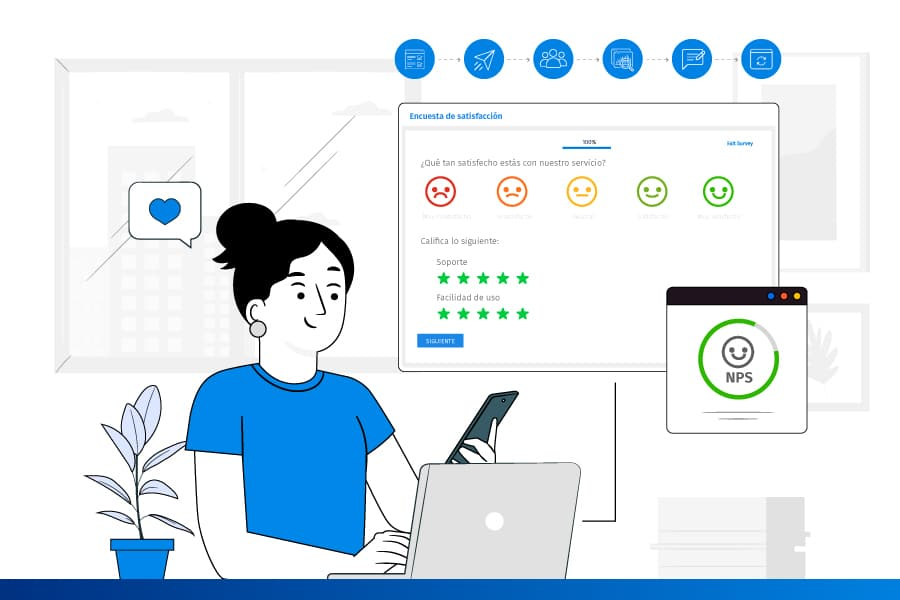 Encuesta de satisfacción
100%
Exit Survey
¿Qué tan satisfecho estás con nuestro servicio?
Neutral
Califica lo siguiente:
Soporte
Facilidad de uso
SIGUIENTE
NPS